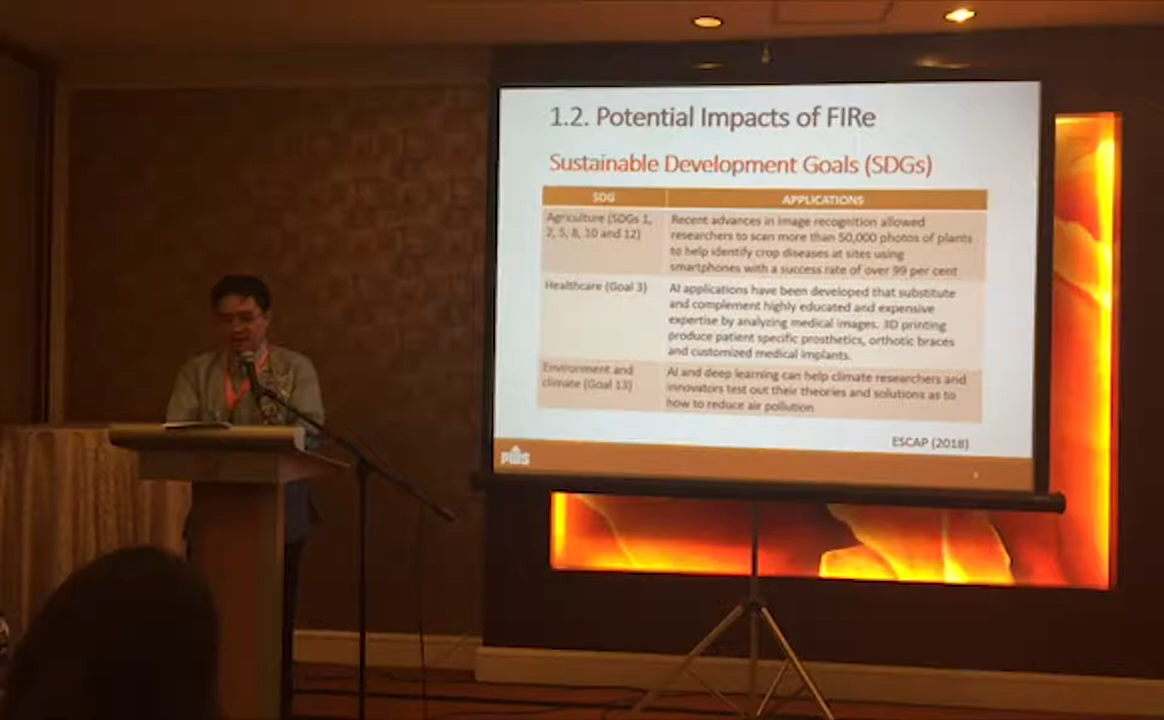 1.2. Potential Impacts of FIRe
Sustainable Development Goals (SDGs)
SDG
APPLICATIONS
Agriculture (SDGs 1,
2, 5, 8, 10 and 12)
Recent advances in image recognition allowed
researchers to scan more than 50,000 photos of plants
to help identify crop diseases at sites using
smartphones with a success rate of over 99 per cent
Healthcare (Goal 3)
AI applications have been developed that substitute
and complement highly educated and expensive
expertise by analyzing medical images. 3D printing
produce patient specific prosthetics, orthotic braces
and customized medical implants.
Environment and
climate (Goal 13)
AI and deep learning can help climate researchers and
innovators test out their theories and solutions as to
how to reduce air pollution
ESCAP (2018)